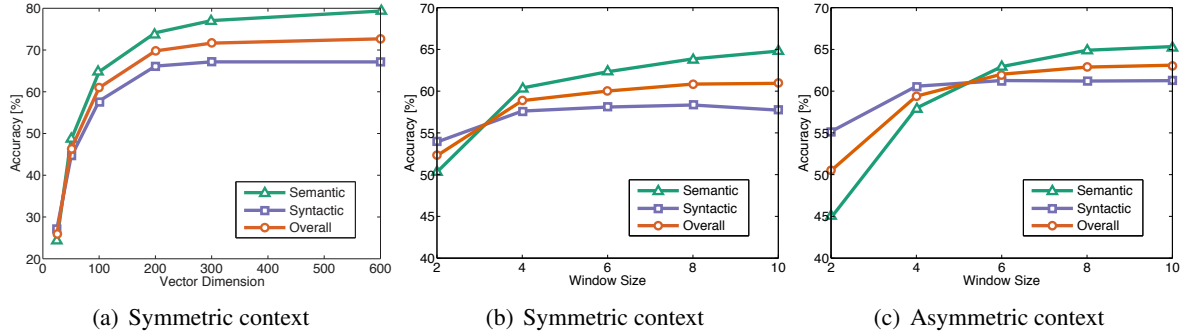 80
70
60
50
40
30
20
0 100 200 300 400 500 600
Accuracy [%]
Vector Dimension
Semantic
Syntactic
Overall
(a) Symmetric context
70
65
60
55
50
45
40
2 4 6 8 10
Accuracy [%]
Window Size
Semantic
Syntactic
Overall
(b) Symmetric context
70
65
60
55
50
45
40
2 4 6 8 10
Accuracy [%]
Window Size
Semantic
Syntactic
Overall
(c) Asymmetric context